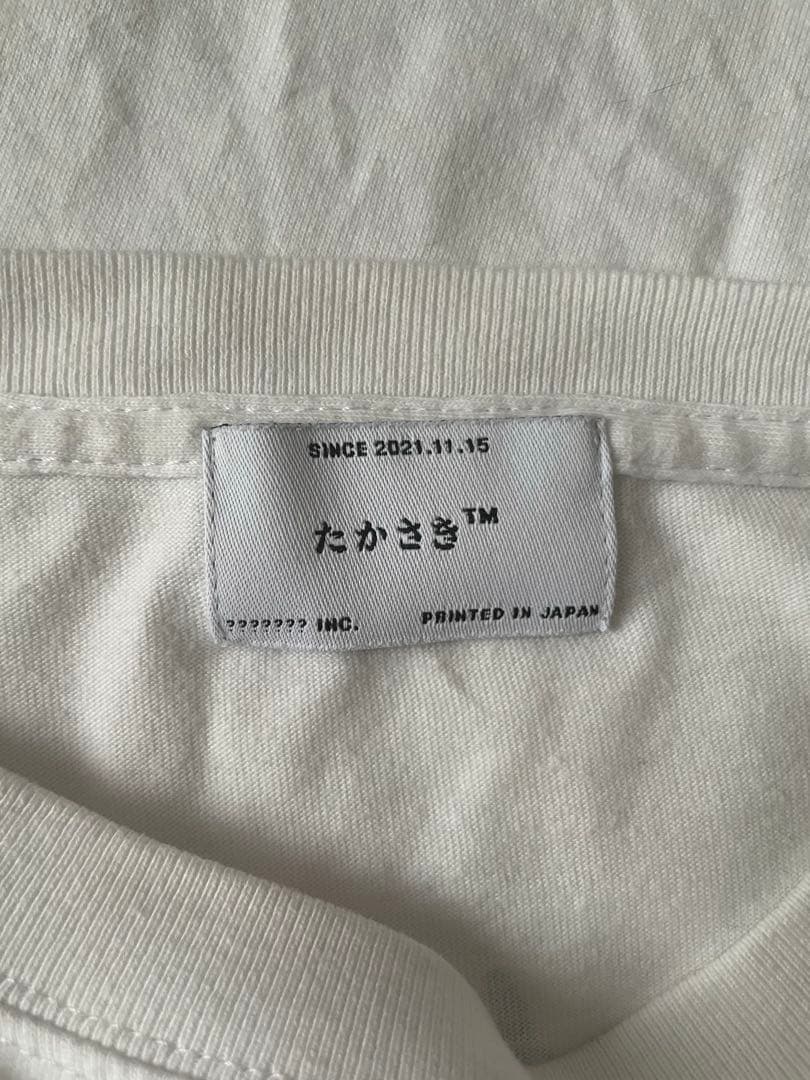 SINCE 2021.11.15
たかさき™
??????? INC.
PRINTED IN JAPAN